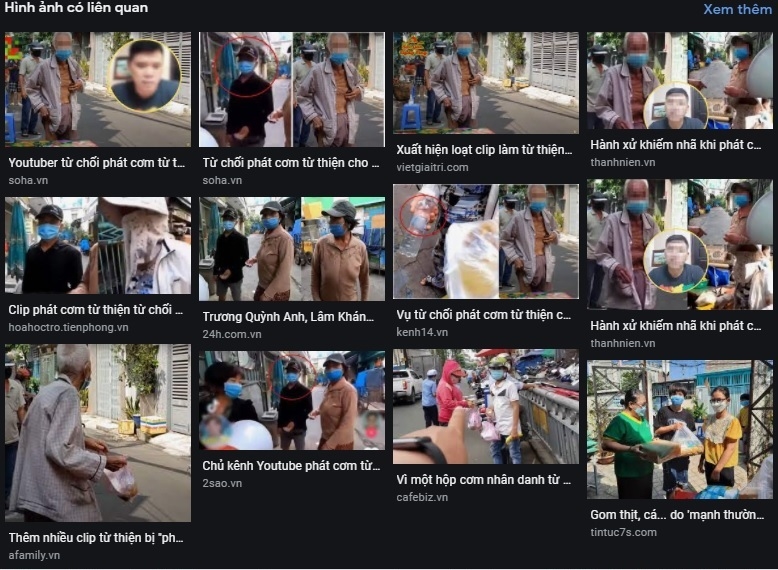 Hình ảnh có liên quan
Xem thêm
Youtuber từ chối phát cơm từ t...
soha.vn
Từ chối phát cơm từ thiện cho ...
soha.vn
Xuất hiện loạt clip làm từ thiện...
vietgiaitri.com
Hành xử khiếm nhã khi phát c...
thanhnien.vn
Clip phát cơm từ thiện từ chối ...
hoahoctro.tienphong.vn
Trương Quỳnh Anh, Lâm Khán...
24h.com.vn
Vụ từ chối phát cơm từ thiện c...
kenh14.vn
Hành xử khiếm nhã khi phát c...
thanhnien.vn
Thêm nhiều clip từ thiện bị "ph...
afamily.vn
Chủ kênh Youtube phát cơm từ...
2sao.vn
Vì một hộp cơm nhân danh từ ...
cafebiz.vn
Gom thịt, cá... do 'mạnh thườn...
tintuc7s.com